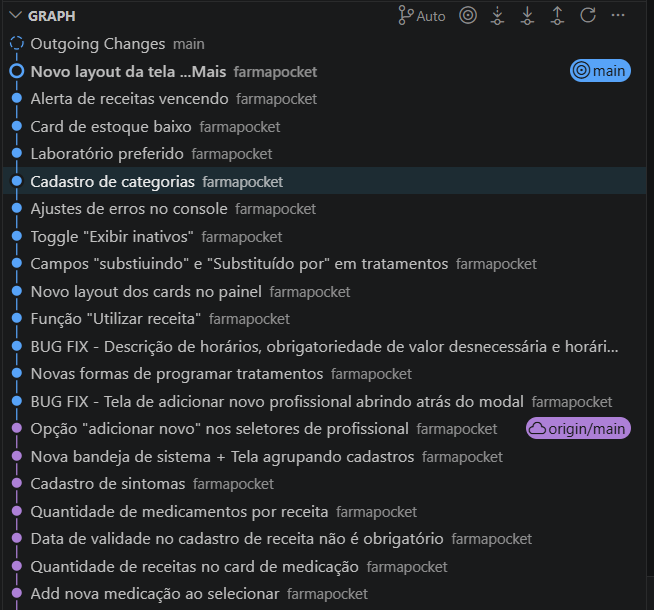 GRAPH Auto
Outgoing Changes main
Novo layout da tela ...Mais farmapocket main
Alerta de receitas vencendo farmapocket
Card de estoque baixo farmapocket
Laboratório preferido farmapocket
Cadastro de categorias farmapocket
Ajustes de erros no console farmapocket
Toggle "Exibir inativos" farmapocket
Campos "substiuindo" e "Substituído por" em tratamentos farmapocket
Novo layout dos cards no painel farmapocket
Função "Utilizar receita" farmapocket
BUG FIX - Descrição de horários, obrigatoriedade de valor desnecessária e horári...
Novas formas de programar tratamentos farmapocket
BUG FIX - Tela de adicionar novo profissional abrindo atrás do modal farmapocket
Opção "adicionar novo" nos seletores de profissional farmapocket origin/main
Nova bandeja de sistema + Tela agrupando cadastros farmapocket
Cadastro de sintomas farmapocket
Quantidade de medicamentos por receita farmapocket
Data de validade no cadastro de receita não é obrigatório farmapocket
Quantidade de receitas no card de medicação farmapocket
Add nova medicação ao selecionar farmapocket